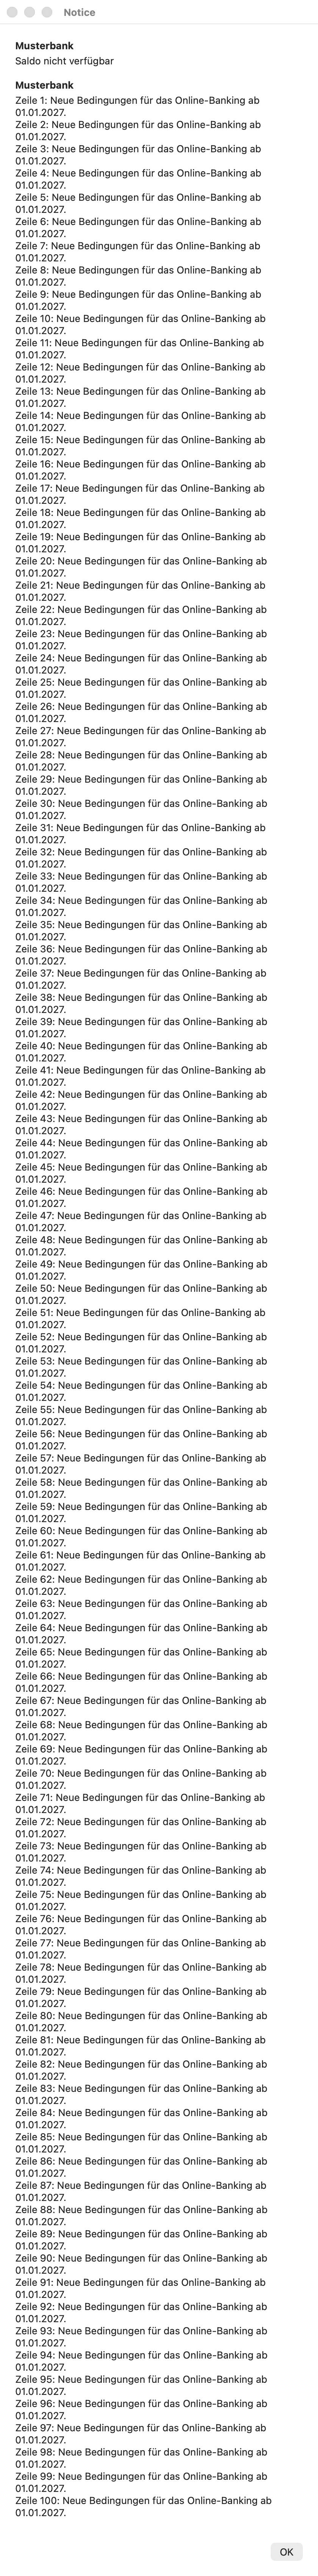 Notice
Musterbank
Saldo nicht verfügbar
Musterbank
Zeile 1: Neue Bedingungen für das Online-Banking ab
01.01.2027.
Zeile 2: Neue Bedingungen für das Online-Banking ab
01.01.2027.
Zeile 3: Neue Bedingungen für das Online-Banking ab
01.01.2027.
Zeile 4: Neue Bedingungen für das Online-Banking ab
01.01.2027.
Zeile 5: Neue Bedingungen für das Online-Banking ab
01.01.2027.
Zeile 6: Neue Bedingungen für das Online-Banking ab
01.01.2027.
Zeile 7: Neue Bedingungen für das Online-Banking ab
01.01.2027.
Zeile 8: Neue Bedingungen für das Online-Banking ab
01.01.2027.
Zeile 9: Neue Bedingungen für das Online-Banking ab
01.01.2027.
Zeile 10: Neue Bedingungen für das Online-Banking ab
01.01.2027.
Zeile 11: Neue Bedingungen für das Online-Banking ab
01.01.2027.
Zeile 12: Neue Bedingungen für das Online-Banking ab
01.01.2027.
Zeile 13: Neue Bedingungen für das Online-Banking ab
01.01.2027.
Zeile 14: Neue Bedingungen für das Online-Banking ab
01.01.2027.
Zeile 15: Neue Bedingungen für das Online-Banking ab
01.01.2027.
Zeile 16: Neue Bedingungen für das Online-Banking ab
01.01.2027.
Zeile 17: Neue Bedingungen für das Online-Banking ab
01.01.2027.
Zeile 18: Neue Bedingungen für das Online-Banking ab
01.01.2027.
Zeile 19: Neue Bedingungen für das Online-Banking ab
01.01.2027.
Zeile 20: Neue Bedingungen für das Online-Banking ab
01.01.2027.
Zeile 21: Neue Bedingungen für das Online-Banking ab
01.01.2027.
Zeile 22: Neue Bedingungen für das Online-Banking ab
01.01.2027.
Zeile 23: Neue Bedingungen für das Online-Banking ab
01.01.2027.
Zeile 24: Neue Bedingungen für das Online-Banking ab
01.01.2027.
Zeile 25: Neue Bedingungen für das Online-Banking ab
01.01.2027.
Zeile 26: Neue Bedingungen für das Online-Banking ab
01.01.2027.
Zeile 27: Neue Bedingungen für das Online-Banking ab
01.01.2027.
Zeile 28: Neue Bedingungen für das Online-Banking ab
01.01.2027.
Zeile 29: Neue Bedingungen für das Online-Banking ab
01.01.2027.
Zeile 30: Neue Bedingungen für das Online-Banking ab
01.01.2027.
Zeile 31: Neue Bedingungen für das Online-Banking ab
01.01.2027.
Zeile 32: Neue Bedingungen für das Online-Banking ab
01.01.2027.
Zeile 33: Neue Bedingungen für das Online-Banking ab
01.01.2027.
Zeile 34: Neue Bedingungen für das Online-Banking ab
01.01.2027.
Zeile 35: Neue Bedingungen für das Online-Banking ab
01.01.2027.
Zeile 36: Neue Bedingungen für das Online-Banking ab
01.01.2027.
Zeile 37: Neue Bedingungen für das Online-Banking ab
01.01.2027.
Zeile 38: Neue Bedingungen für das Online-Banking ab
01.01.2027.
Zeile 39: Neue Bedingungen für das Online-Banking ab
01.01.2027.
Zeile 40: Neue Bedingungen für das Online-Banking ab
01.01.2027.
Zeile 41: Neue Bedingungen für das Online-Banking ab
01.01.2027.
Zeile 42: Neue Bedingungen für das Online-Banking ab
01.01.2027.
Zeile 43: Neue Bedingungen für das Online-Banking ab
01.01.2027.
Zeile 44: Neue Bedingungen für das Online-Banking ab
01.01.2027.
Zeile 45: Neue Bedingungen für das Online-Banking ab
01.01.2027.
Zeile 46: Neue Bedingungen für das Online-Banking ab
01.01.2027.
Zeile 47: Neue Bedingungen für das Online-Banking ab
01.01.2027.
Zeile 48: Neue Bedingungen für das Online-Banking ab
01.01.2027.
Zeile 49: Neue Bedingungen für das Online-Banking ab
01.01.2027.
Zeile 50: Neue Bedingungen für das Online-Banking ab
01.01.2027.
Zeile 51: Neue Bedingungen für das Online-Banking ab
01.01.2027.
Zeile 52: Neue Bedingungen für das Online-Banking ab
01.01.2027.
Zeile 53: Neue Bedingungen für das Online-Banking ab
01.01.2027.
Zeile 54: Neue Bedingungen für das Online-Banking ab
01.01.2027.
Zeile 55: Neue Bedingungen für das Online-Banking ab
01.01.2027.
Zeile 56: Neue Bedingungen für das Online-Banking ab
01.01.2027.
Zeile 57: Neue Bedingungen für das Online-Banking ab
01.01.2027.
Zeile 58: Neue Bedingungen für das Online-Banking ab
01.01.2027.
Zeile 59: Neue Bedingungen für das Online-Banking ab
01.01.2027.
Zeile 60: Neue Bedingungen für das Online-Banking ab
01.01.2027.
Zeile 61: Neue Bedingungen für das Online-Banking ab
01.01.2027.
Zeile 62: Neue Bedingungen für das Online-Banking ab
01.01.2027.
Zeile 63: Neue Bedingungen für das Online-Banking ab
01.01.2027.
Zeile 64: Neue Bedingungen für das Online-Banking ab
01.01.2027.
Zeile 65: Neue Bedingungen für das Online-Banking ab
01.01.2027.
Zeile 66: Neue Bedingungen für das Online-Banking ab
01.01.2027.
Zeile 67: Neue Bedingungen für das Online-Banking ab
01.01.2027.
Zeile 68: Neue Bedingungen für das Online-Banking ab
01.01.2027.
Zeile 69: Neue Bedingungen für das Online-Banking ab
01.01.2027.
Zeile 70: Neue Bedingungen für das Online-Banking ab
01.01.2027.
Zeile 71: Neue Bedingungen für das Online-Banking ab
01.01.2027.
Zeile 72: Neue Bedingungen für das Online-Banking ab
01.01.2027.
Zeile 73: Neue Bedingungen für das Online-Banking ab
01.01.2027.
Zeile 74: Neue Bedingungen für das Online-Banking ab
01.01.2027.
Zeile 75: Neue Bedingungen für das Online-Banking ab
01.01.2027.
Zeile 76: Neue Bedingungen für das Online-Banking ab
01.01.2027.
Zeile 77: Neue Bedingungen für das Online-Banking ab
01.01.2027.
Zeile 78: Neue Bedingungen für das Online-Banking ab
01.01.2027.
Zeile 79: Neue Bedingungen für das Online-Banking ab
01.01.2027.
Zeile 80: Neue Bedingungen für das Online-Banking ab
01.01.2027.
Zeile 81: Neue Bedingungen für das Online-Banking ab
01.01.2027.
Zeile 82: Neue Bedingungen für das Online-Banking ab
01.01.2027.
Zeile 83: Neue Bedingungen für das Online-Banking ab
01.01.2027.
Zeile 84: Neue Bedingungen für das Online-Banking ab
01.01.2027.
Zeile 85: Neue Bedingungen für das Online-Banking ab
01.01.2027.
Zeile 86: Neue Bedingungen für das Online-Banking ab
01.01.2027.
Zeile 87: Neue Bedingungen für das Online-Banking ab
01.01.2027.
Zeile 88: Neue Bedingungen für das Online-Banking ab
01.01.2027.
Zeile 89: Neue Bedingungen für das Online-Banking ab
01.01.2027.
Zeile 90: Neue Bedingungen für das Online-Banking ab
01.01.2027.
Zeile 91: Neue Bedingungen für das Online-Banking ab
01.01.2027.
Zeile 92: Neue Bedingungen für das Online-Banking ab
01.01.2027.
Zeile 93: Neue Bedingungen für das Online-Banking ab
01.01.2027.
Zeile 94: Neue Bedingungen für das Online-Banking ab
01.01.2027.
Zeile 95: Neue Bedingungen für das Online-Banking ab
01.01.2027.
Zeile 96: Neue Bedingungen für das Online-Banking ab
01.01.2027.
Zeile 97: Neue Bedingungen für das Online-Banking ab
01.01.2027.
Zeile 98: Neue Bedingungen für das Online-Banking ab
01.01.2027.
Zeile 99: Neue Bedingungen für das Online-Banking ab
01.01.2027.
Zeile 100: Neue Bedingungen für das Online-Banking ab
01.01.2027.
OK